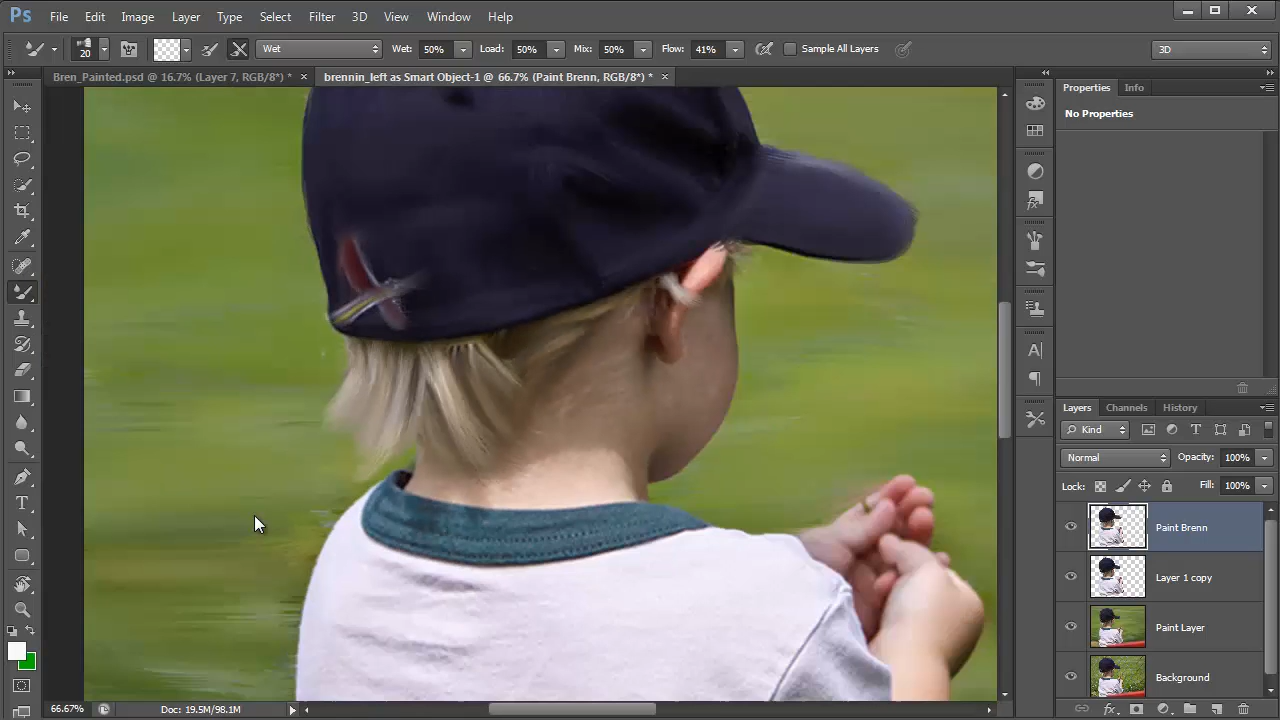 Ps File Edit Image Layer Type Select Filter 3D View Window Help
20 Wet Wet: 50% Load: 50% Mix: 50% Flow: 41% Sample All Layers 3D
Bren_Painted.psd @ 16.7% (Layer 7, RGB/8*) * brennin_left as Smart Object-1 @ 66.7% (Paint Brenn, RGB/8*) *
Properties Info
No Properties
Layers Channels History
Kind
Normal Opacity: 100%
Lock: Fill: 100%
Paint Brenn
Layer 1 copy
Paint Layer
Background
66.67% Doc: 19.5M/98.1M